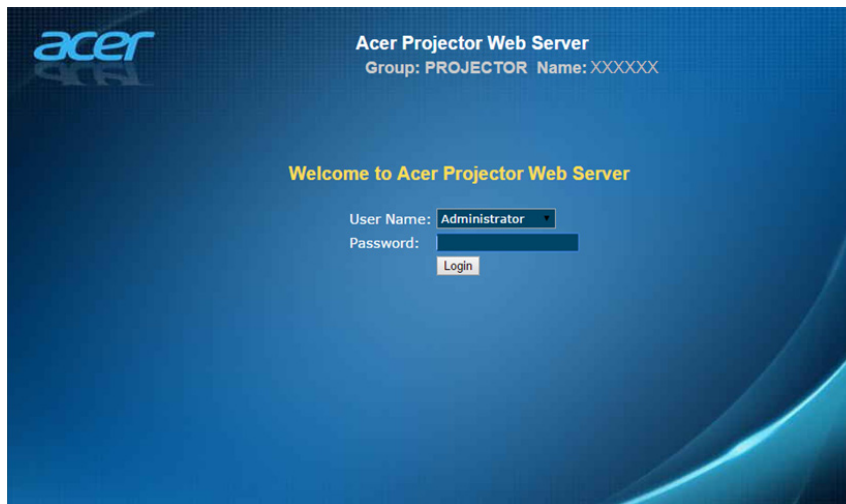 acer
Acer Projector Web Server
Group: PROJECTOR Name: XXXXXX
Welcome to Acer Projector Web Server
User Name: Administrator
Password:
Login